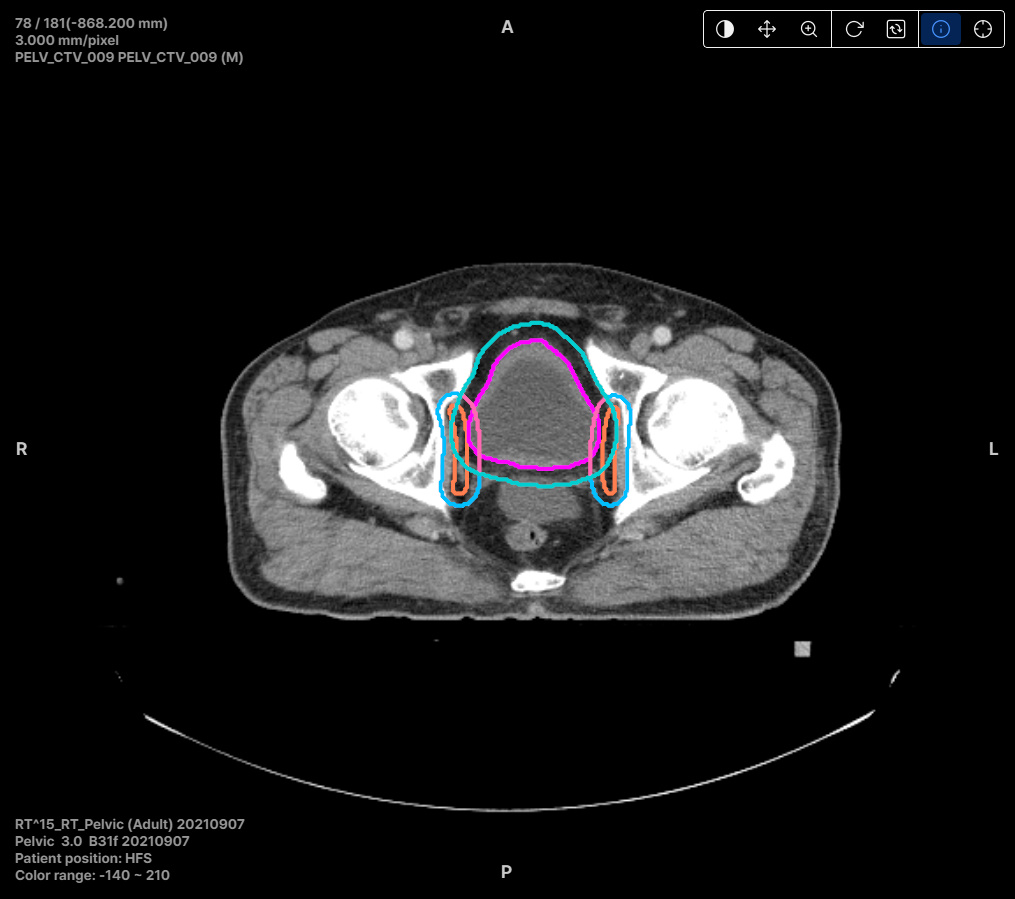 78 / 181(-868.200 mm)
3.000 mm/pixel
PELV_CTV_009 PELV_CTV_009 (M)
A
R
L
RT^15_RT_Pelvic (Adult) 20210907
Pelvic  3.0  B31f 20210907
Patient position: HFS
Color range: -140 ~ 210
P